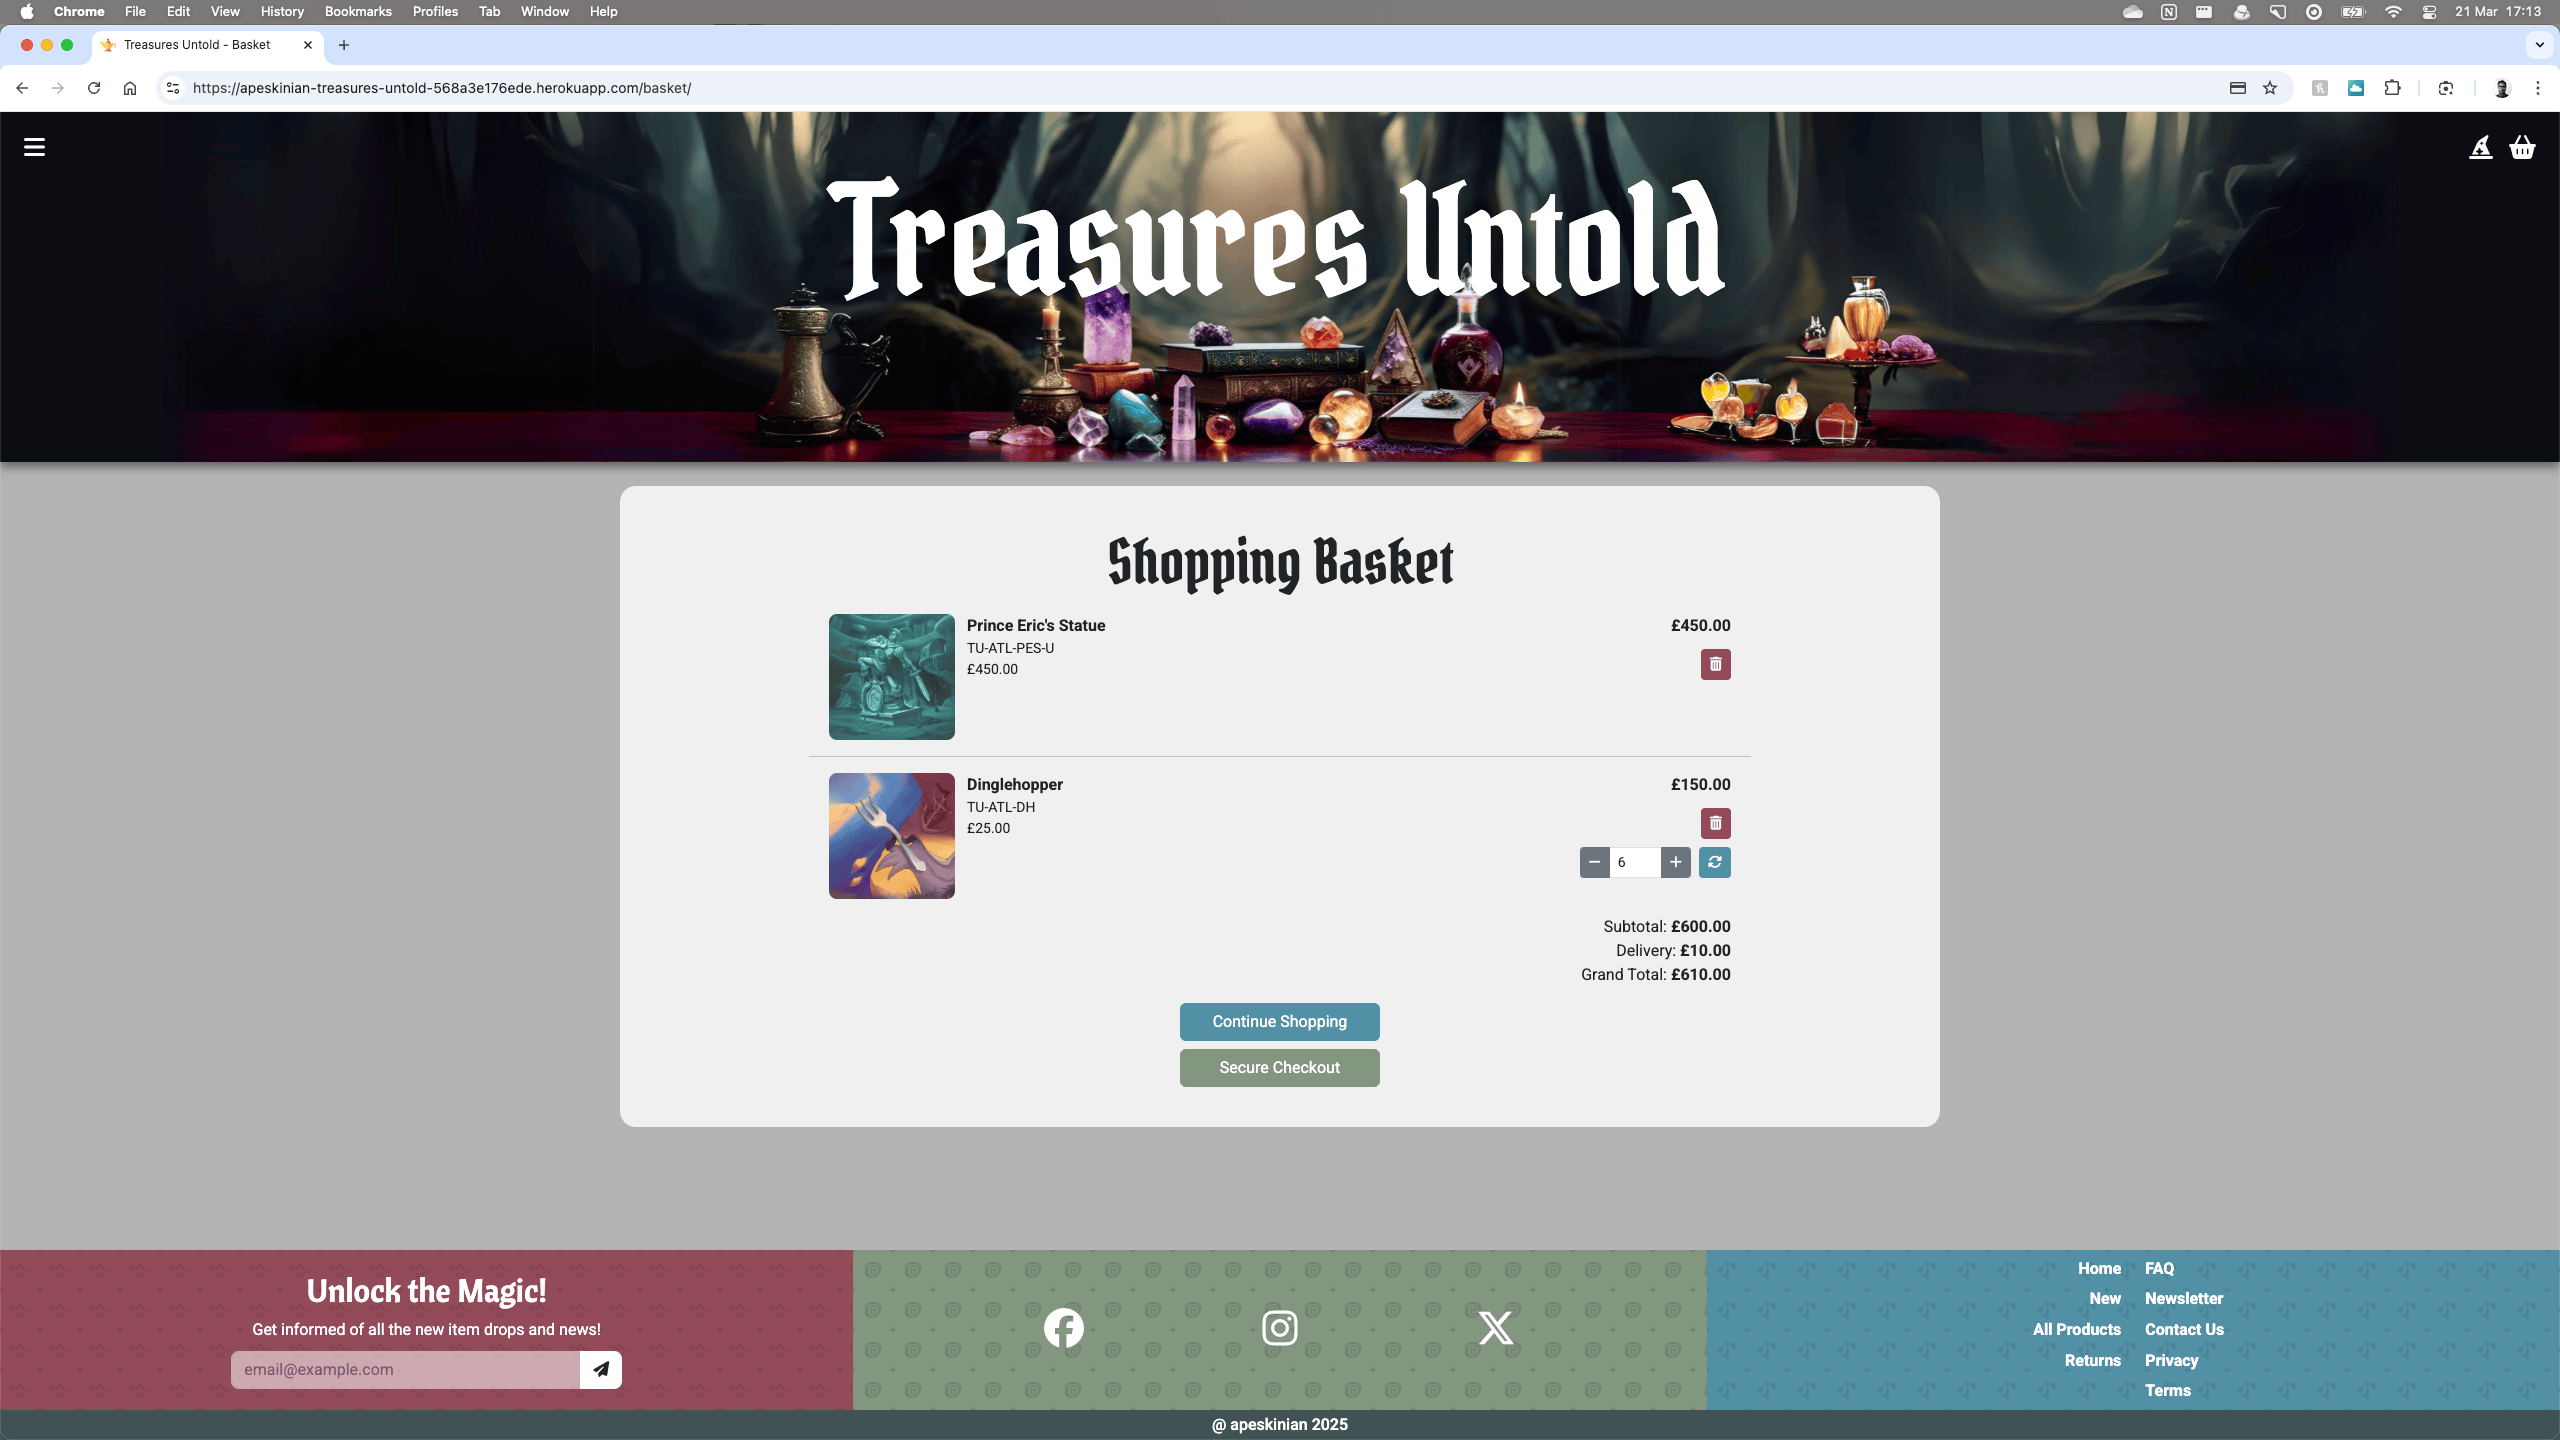 Chrome File Edit View History Bookmarks Profiles Tab Window Help
21 Mar 17:13
Treasures Untold - Basket
https://apeskinian-treasures-untold-568a3e176ede.herokuapp.com/basket/
Treasures Untold
Shopping Basket
Prince Eric's Statue
£450.00
TU-ATL-PES-U
£450.00
Dinglehopper
£150.00
TU-ATL-DH
£25.00
6
Subtotal: £600.00
Delivery: £10.00
Grand Total: £610.00
Continue Shopping
Secure Checkout
Unlock the Magic!
Get informed of all the new item drops and news!
email@example.com
Home FAQ
New Newsletter
All Products Contact Us
Returns Privacy
Terms
@ apeskinian 2025